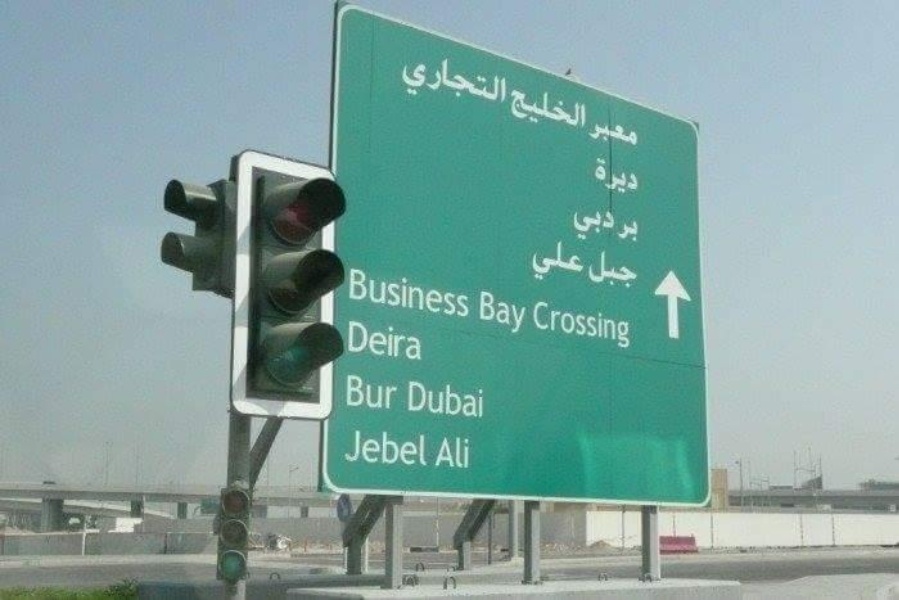 معبر الخليج التجاري
ديرة
بر دبي
جبل علي
Business Bay Crossing
Deira
Bur Dubai
Jebel Ali